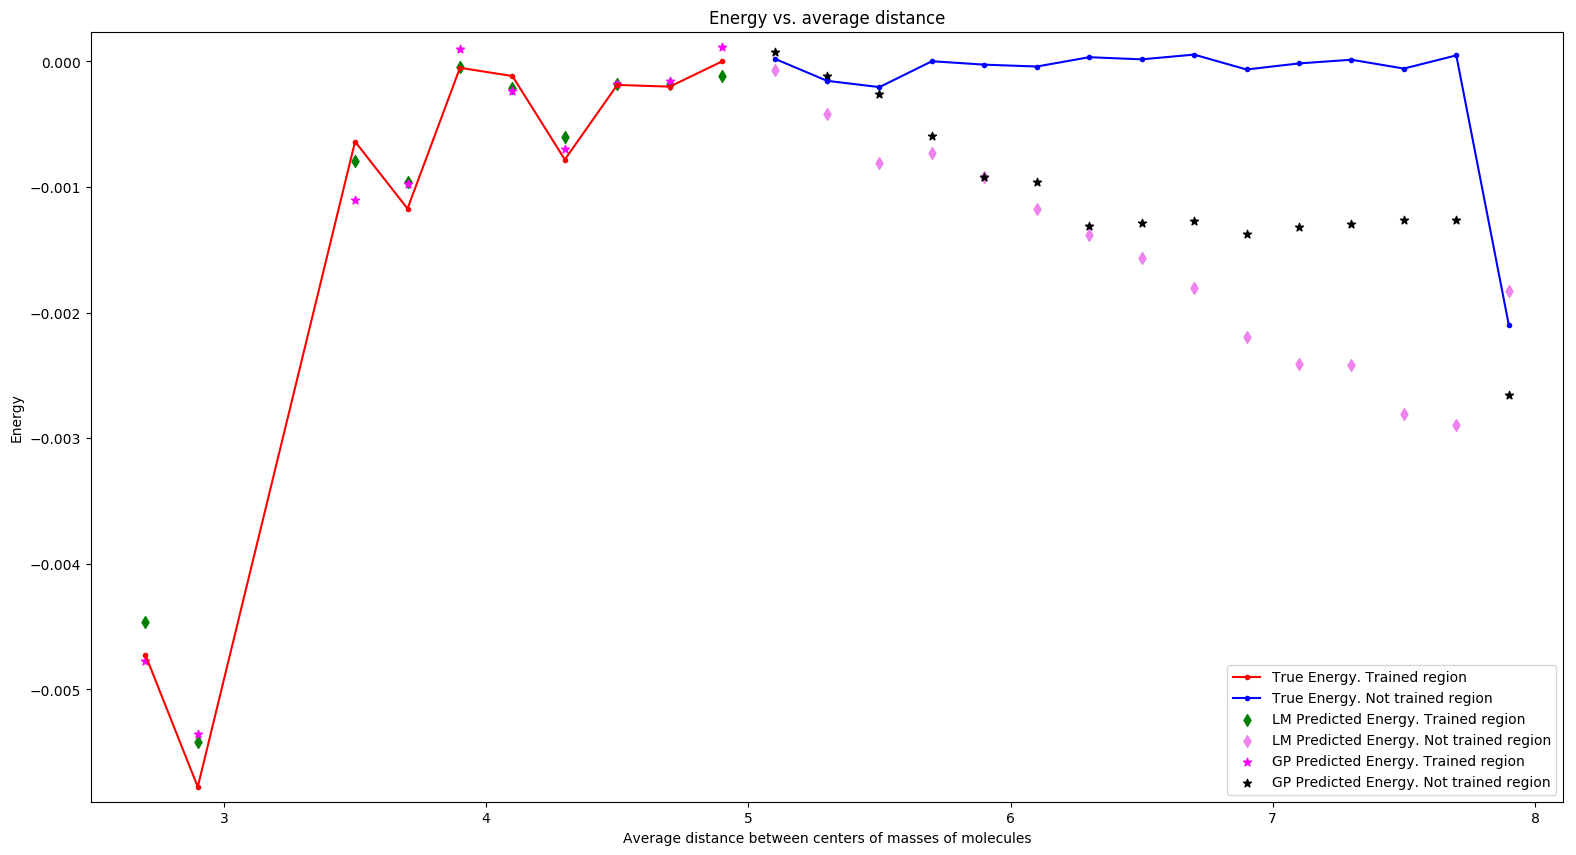 Energy vs. average distance
0.000
−0.001
−0.002
−0.003
−0.004
−0.005
Energy
3
4
5
6
7
8
Average distance between centers of masses of molecules
True Energy. Trained region
True Energy. Not trained region
LM Predicted Energy. Trained region
LM Predicted Energy. Not trained region
GP Predicted Energy. Trained region
GP Predicted Energy. Not trained region